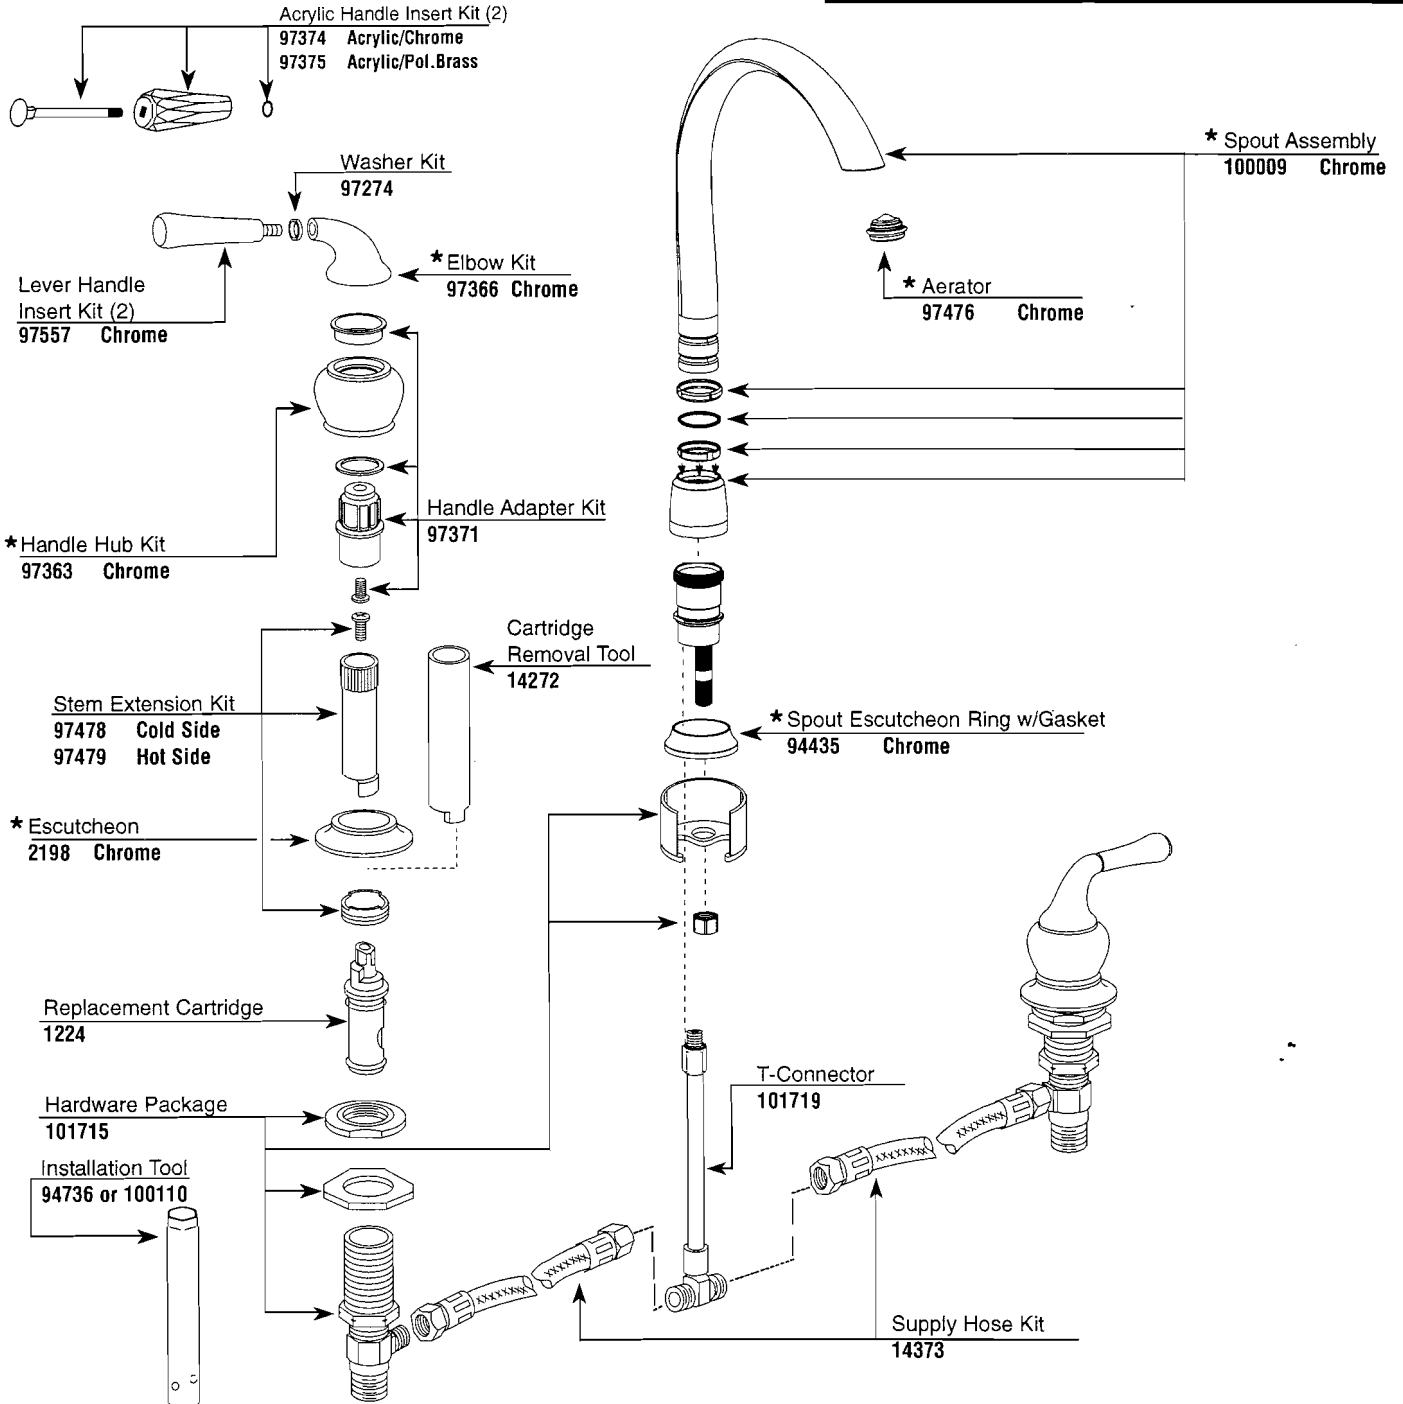 Acrylic Handle Insert Kit (2)
97374 Acrylic/Chrome
97375 Acrylic/Pol.Brass
Washer Kit
97274
* Spout Assembly
100009 Chrome
* Elbow Kit
97366 Chrome
Lever Handle
Insert Kit (2)
97557 Chrome
* Aerator
97476 Chrome
Handle Adapter Kit
97371
* Handle Hub Kit
97363 Chrome
Cartridge
Removal Tool
14272
Stem Extension Kit
97478 Cold Side
97479 Hot Side
* Spout Escutcheon Ring w/Gasket
94435 Chrome
* Escutcheon
2198 Chrome
Replacement Cartridge
1224
T-Connector
101719
Hardware Package
101715
Installation Tool
94736 or 100110
Supply Hose Kit
14373